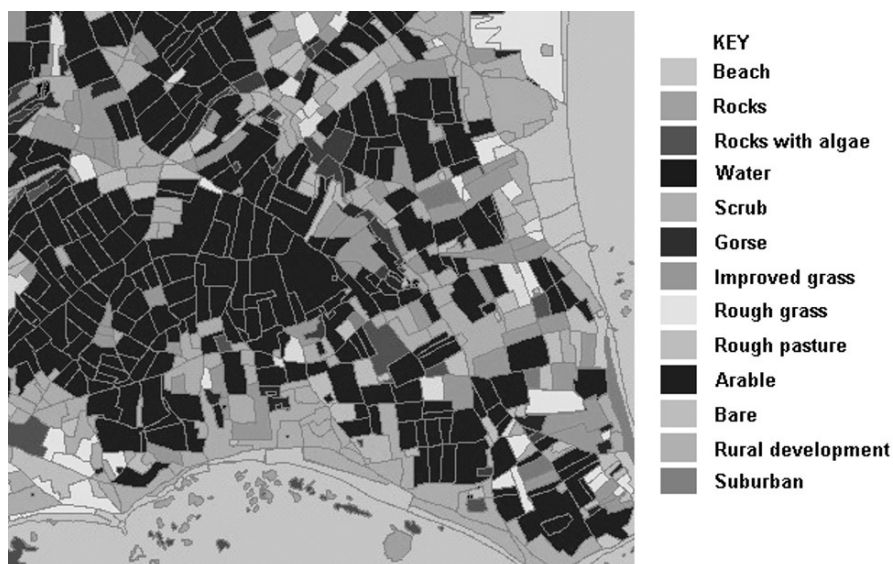 KEY
Beach
Rocks
Rocks with algae
Water
Scrub
Gorse
Improved grass
Rough grass
Rough pasture
Arable
Bare
Rural development
Suburban